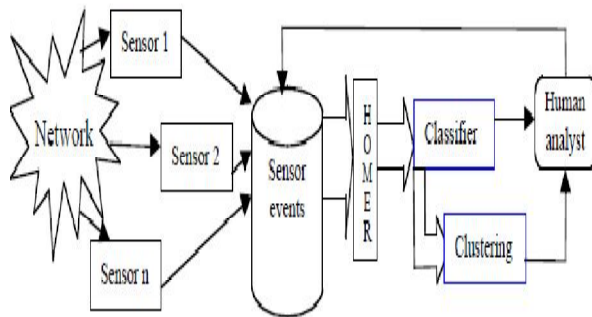 Sensor 1
Network
Sensor 2
Sensor n
Sensor
events
H
O
M
E
R
Classifier
Clustering
Human
analyst